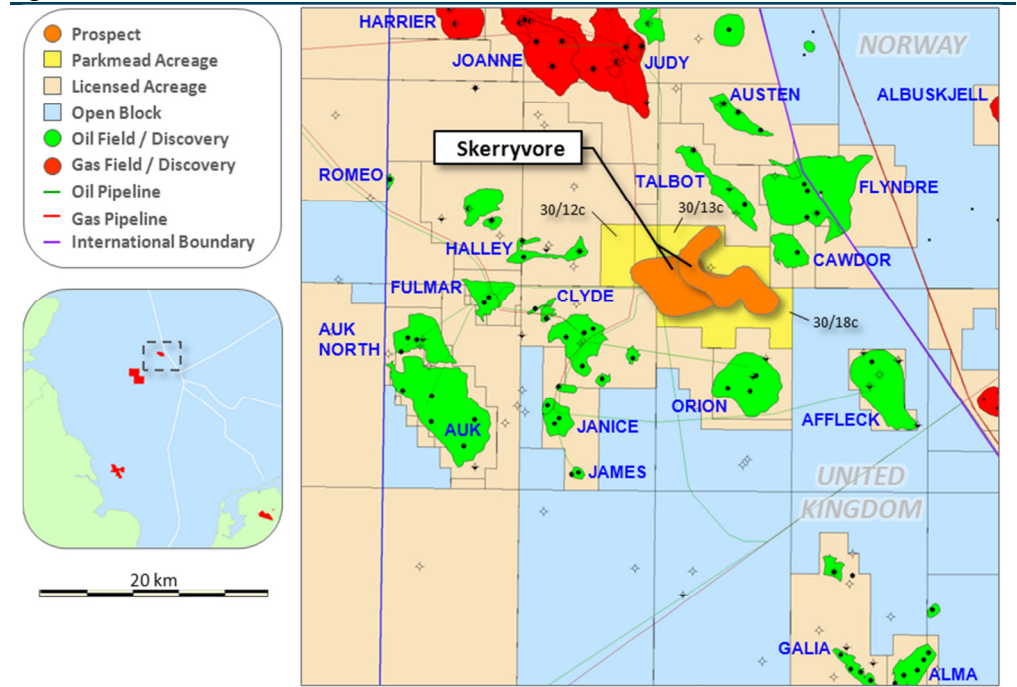 Prospect
Parkmead Acreage
Licensed Acreage
Open Block
Oil Field / Discovery
Gas Field / Discovery
Oil Pipeline
Gas Pipeline
International Boundary
20 km
HARRIER
JOANNE
JUDY
NORWAY
AUSTEN
ALBUSKJELL
Skerryvore
ROMEO
TALBOT
FLYNDRE
30/12c
30/13c
HALLEY
CAWDOR
FULMAR
CLYDE
30/18c
AUK
NORTH
ORION
AFFLECK
AUK
JANICE
JAMES
UNITED
KINGDOM
GALIA
ALMA